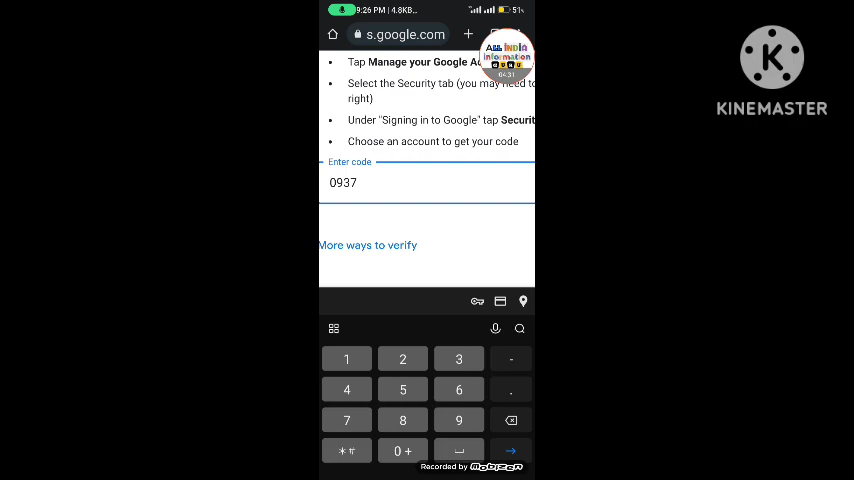 9:26 PM | 4.8KB... 51%
s.google.com
ALL INDIA
information
04:31
Tap Manage your Google Ac
Select the Security tab (you may need to
right)
Under "Signing in to Google" tap Securit
Choose an account to get your code
Enter code
0937
More ways to verify
1 2 3 -
4 5 6 .
7 8 9
*# 0 +
Recorded by mobizen
K
KINEMASTER